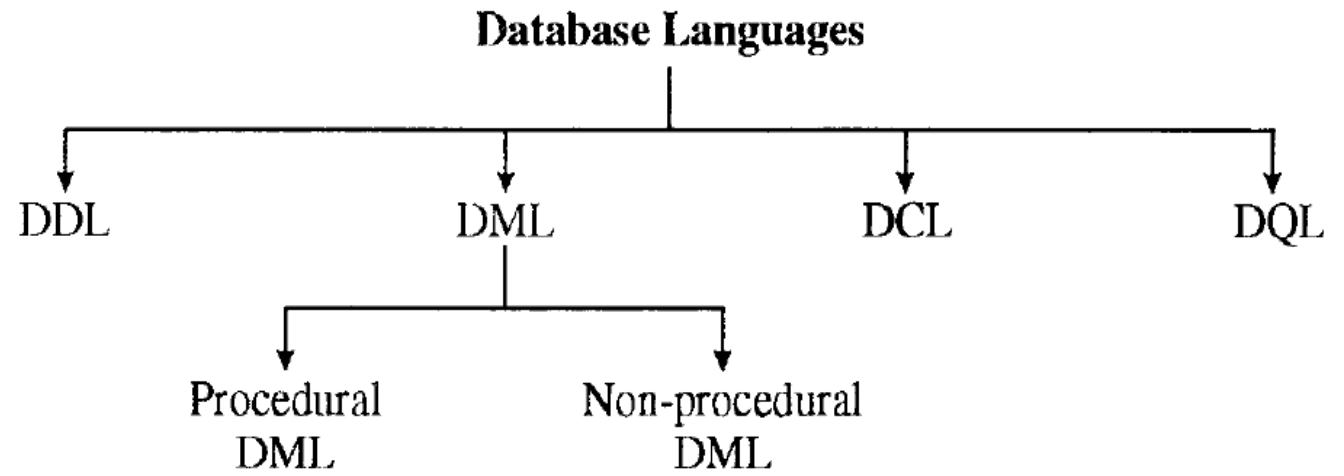 Database Languages
DDL DML DCL DQL
Procedural Non-procedural
DML DML